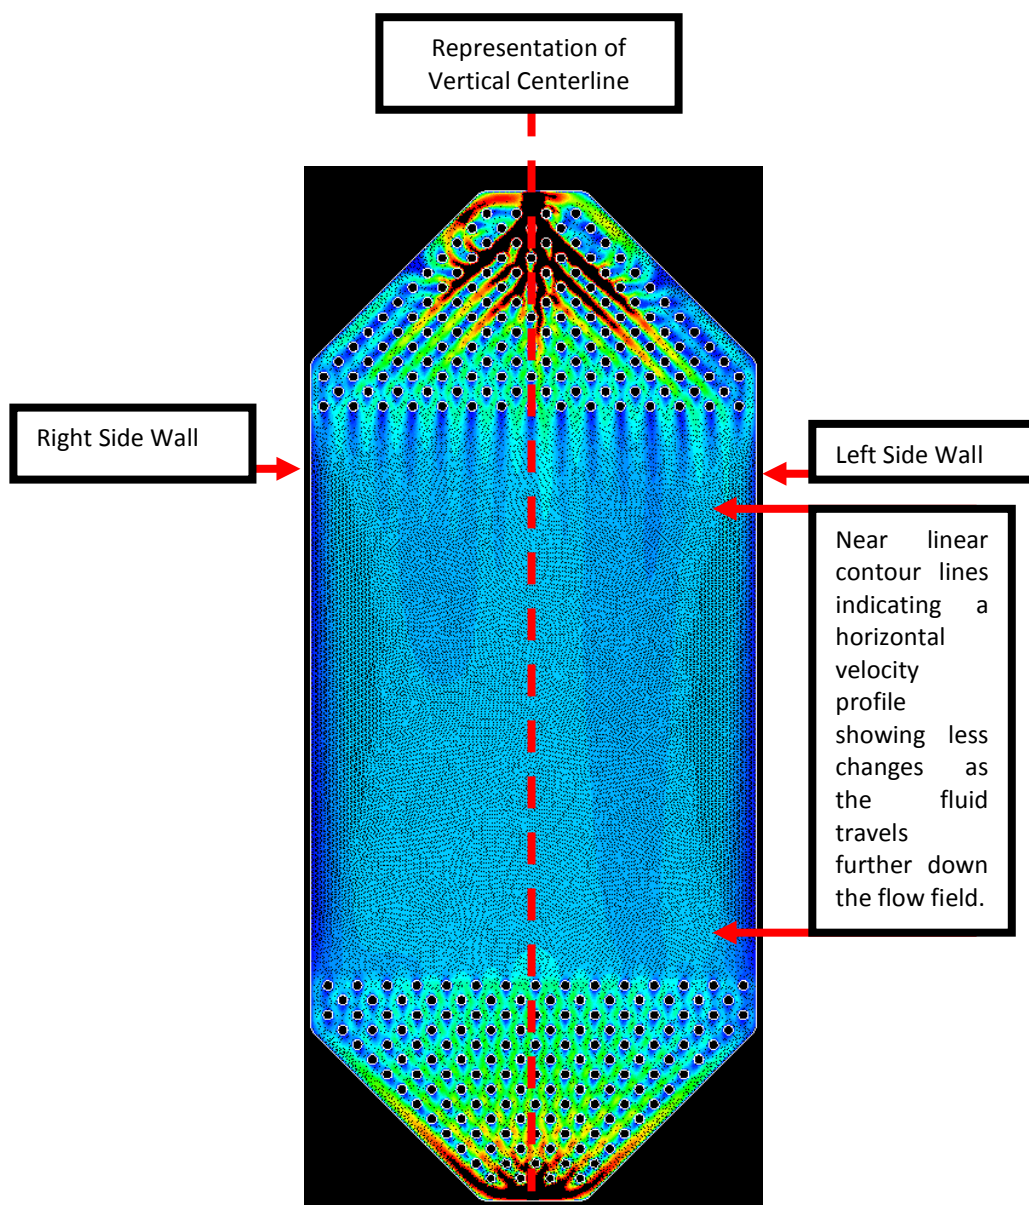 Representation of
Vertical Centerline
Right Side Wall
Left Side Wall
Near linear
contour lines
indicating a
horizontal
velocity
profile
showing less
changes as
the fluid
travels
further down
the flow field.